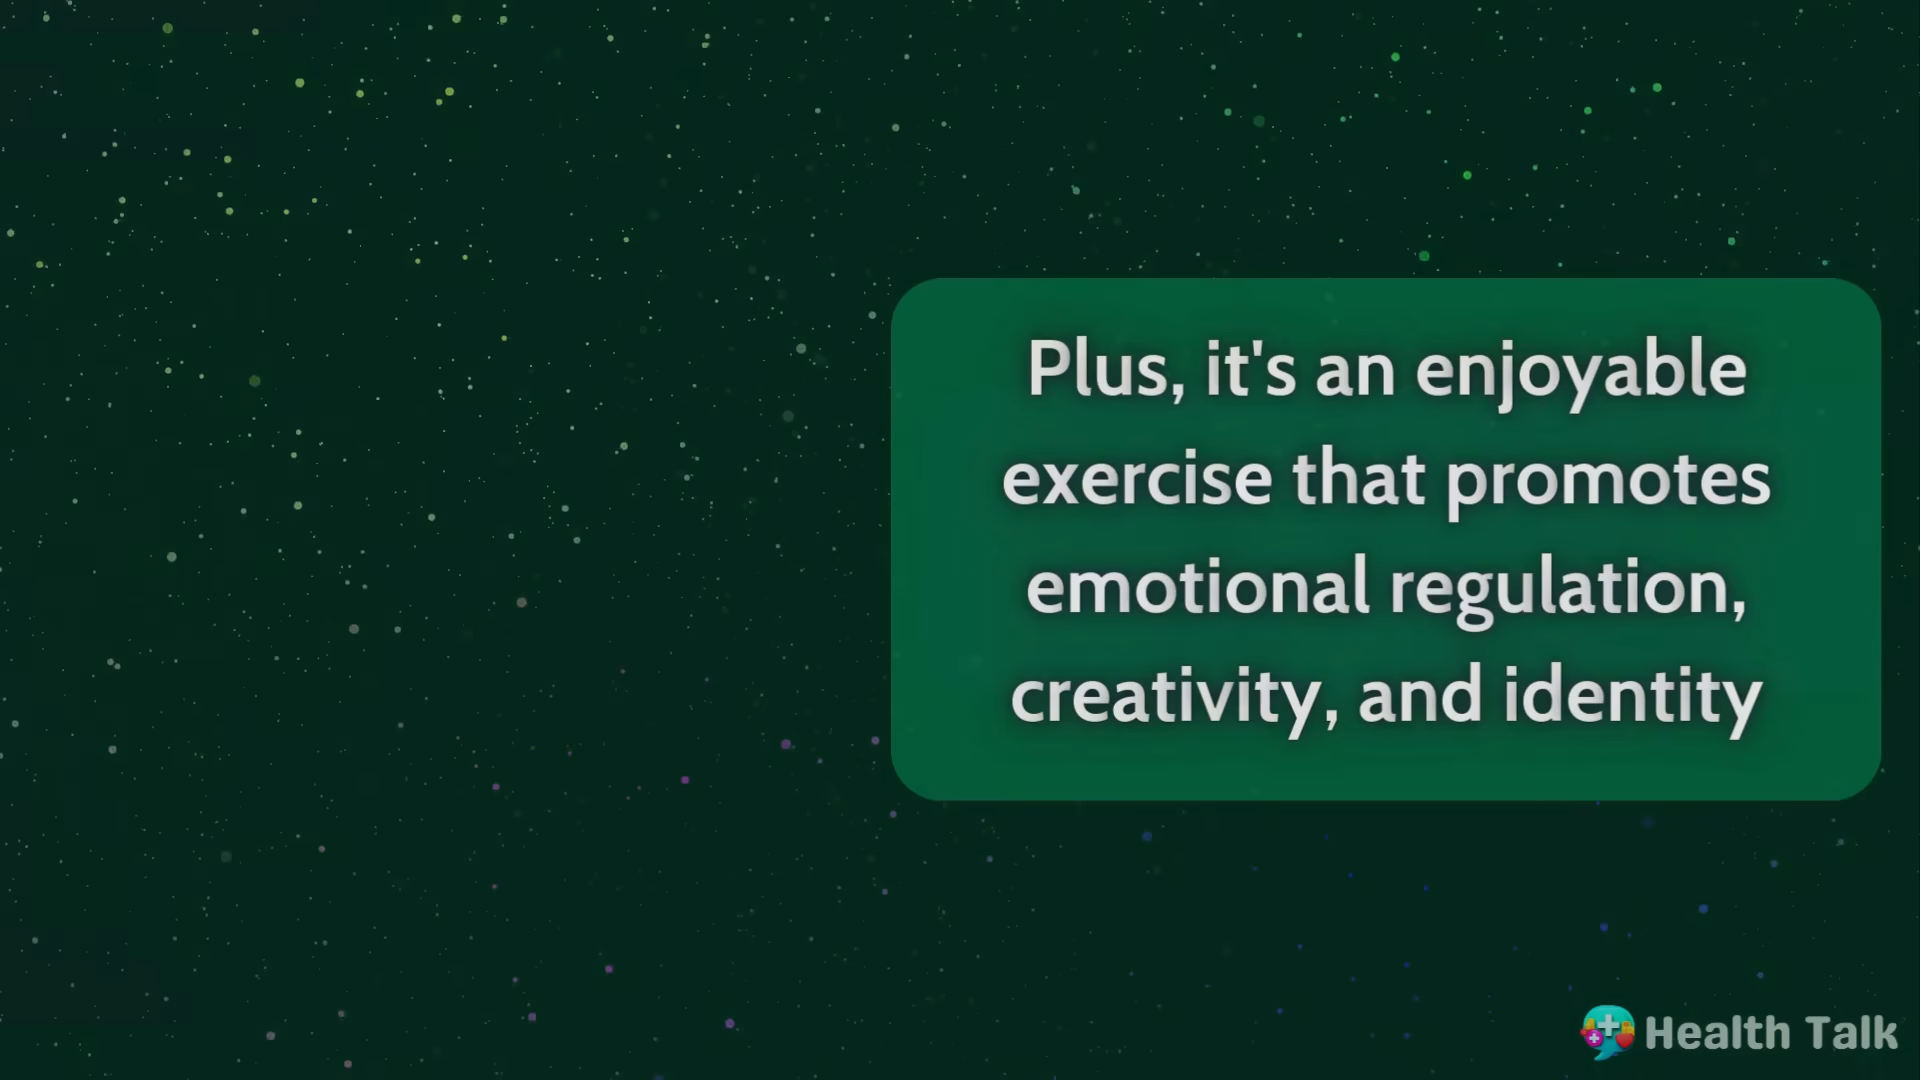 Plus, it's an enjoyable
exercise that promotes
emotional regulation,
creativity, and identity
Health Talk